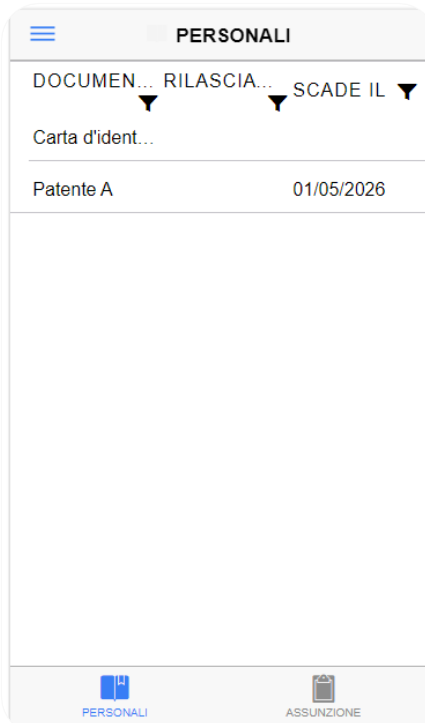 PERSONALI
DOCUMEN... RILASCIA... SCADE IL
Carta d'ident...
Patente A 01/05/2026
PERSONALI ASSUNZIONE